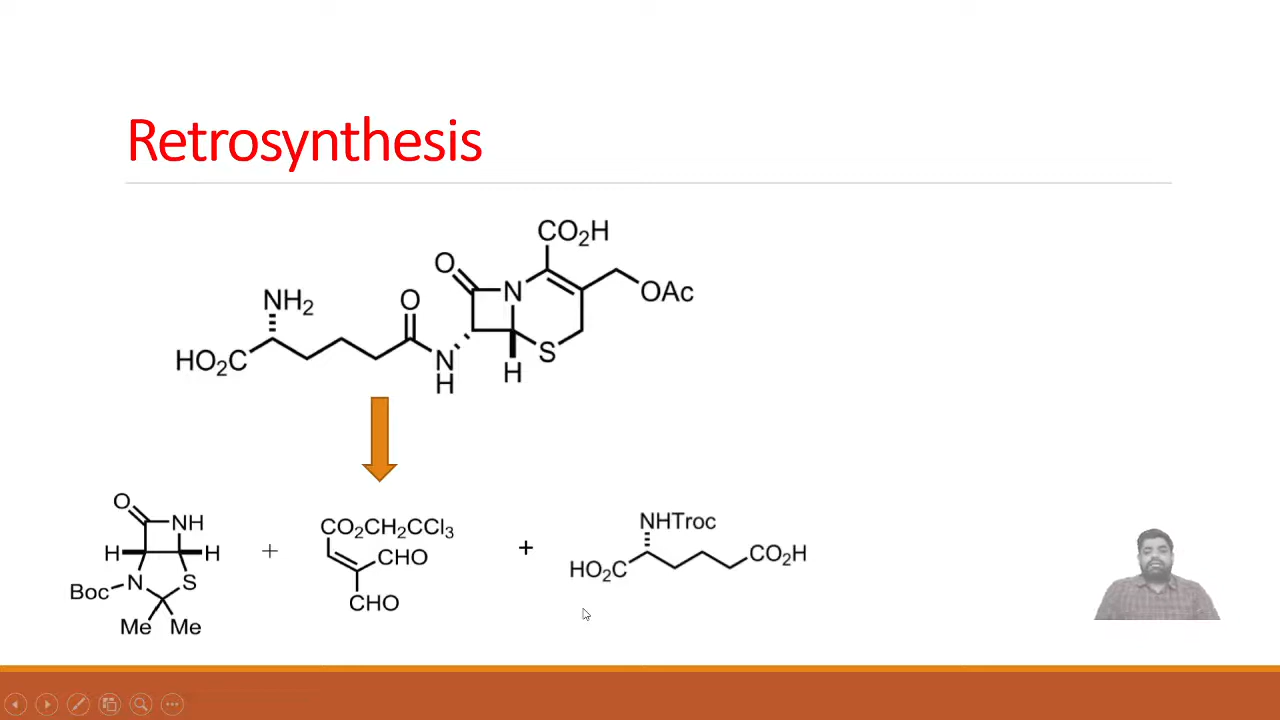 Retrosynthesis
CO2H
O
N
OAc
NH2
O
HO2C
N
H
S
H
O
NH
H
H
N
S
Boc
Me Me
+
CO2CH2CCl3
CHO
CHO
+
NHTroc
HO2C
CO2H